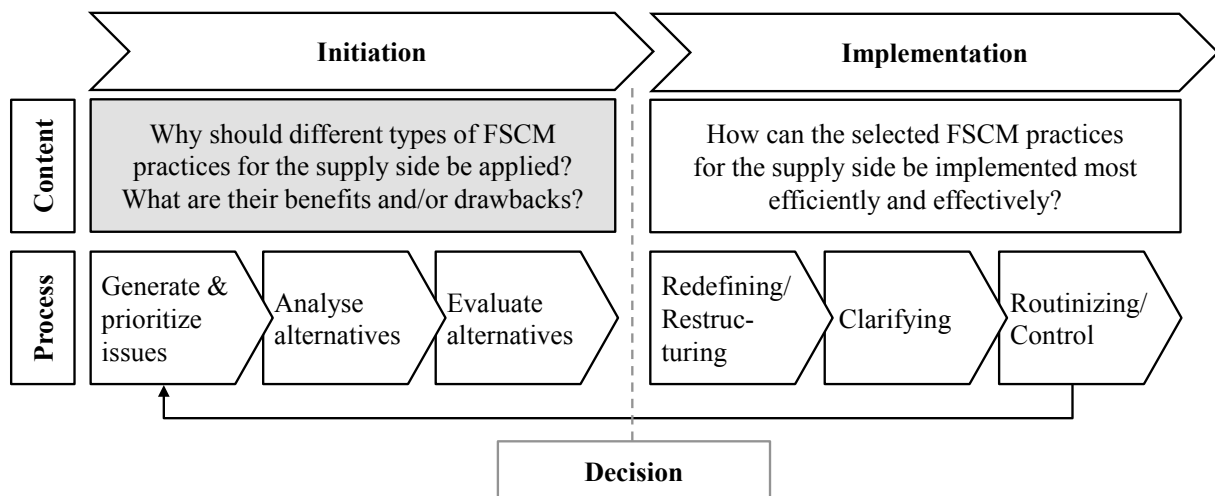 Initiation
Implementation
Content
Why should different types of FSCM
practices for the supply side be applied?
What are their benefits and/or drawbacks?
How can the selected FSCM practices
for the supply side be implemented most
efficiently and effectively?
Process
Generate &
prioritize
issues
Analyse
alternatives
Evaluate
alternatives
Redefining/
Restruc-
turing
Clarifying
Routinizing/
Control
Decision